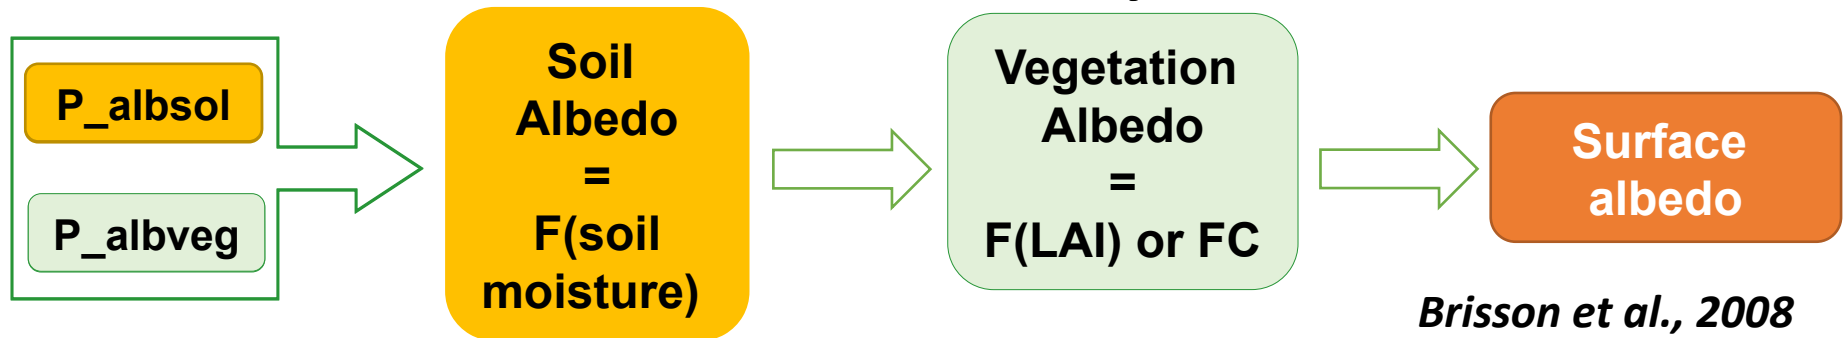 P_albsol
P_albveg
Soil
Albedo
=
F(soil
moisture)
Vegetation
Albedo
=
F(LAI) or FC
Surface
albedo
Brisson et al., 2008